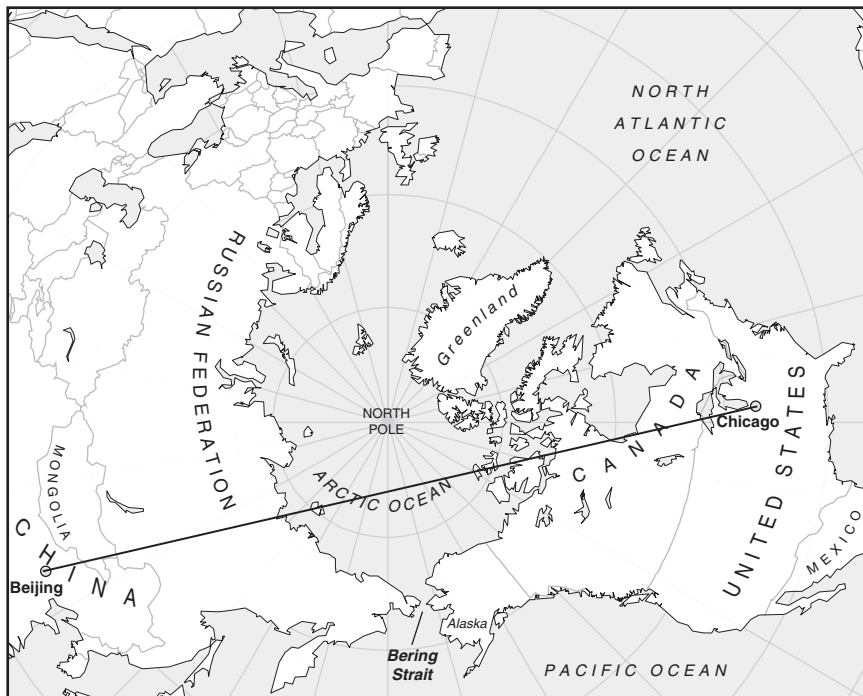 NORTH
ATLANTIC
OCEAN
RUSSIAN FEDERATION
Greenland
NORTH
POLE
CANADA
Chicago
UNITED STATES
MONGOLIA
ARCTIC OCEAN
CHINA
Beijing
MEXICO
Alaska
Bering
Strait
PACIFIC OCEAN